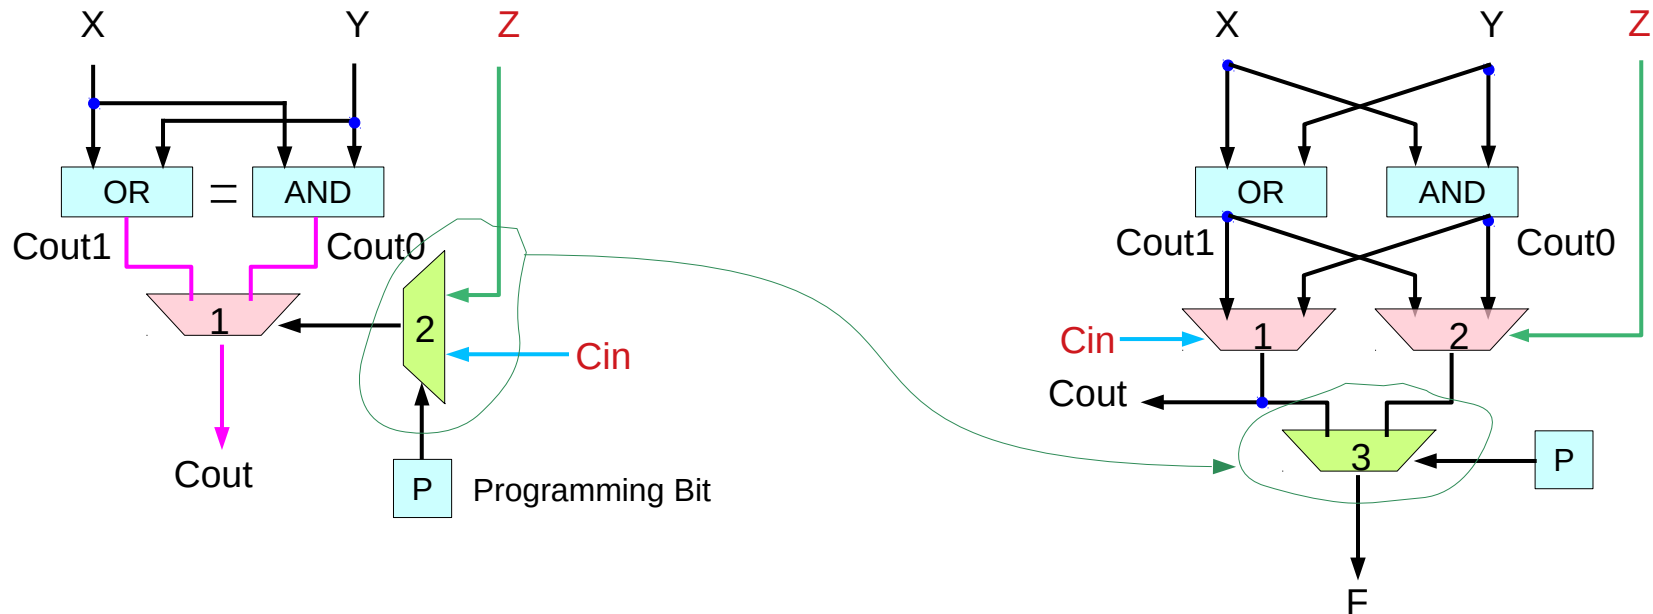 X Y Z
OR = AND
Cout1 Cout0
1
2
Cin
Cout
P Programming Bit
X Y Z
OR AND
Cout1 Cout0
Cin 1 2
Cout
3 P
F